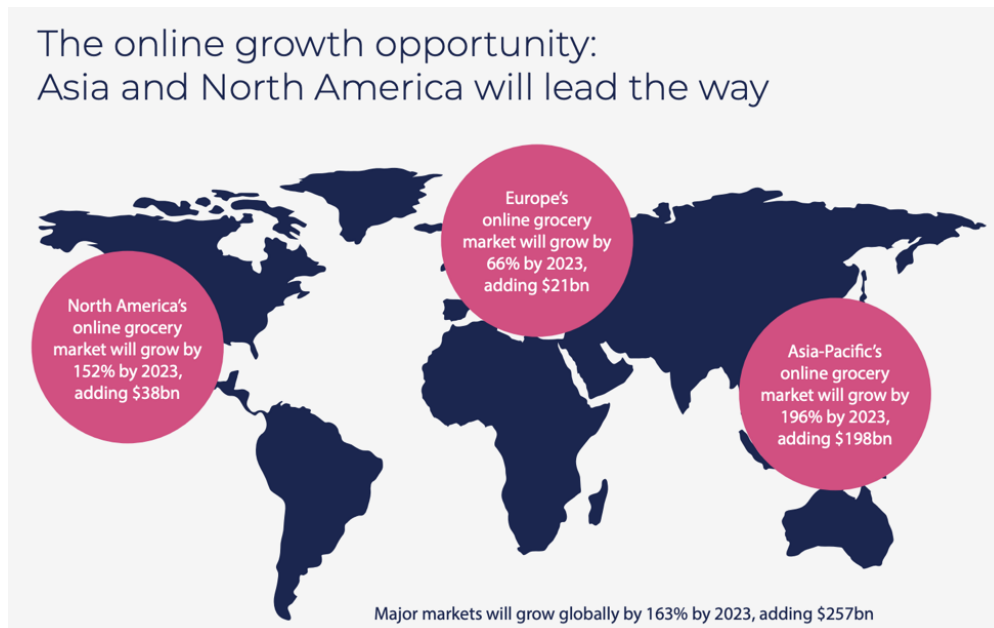 The online growth opportunity:
Asia and North America will lead the way
Europe's
online grocery
market will grow by
66% by 2023,
adding $21bn
North America's
online grocery
market will grow by
152% by 2023,
adding $38bn
Asia-Pacific's
online grocery
market will grow by
196% by 2023,
adding $198bn
Major markets will grow globally by 163% by 2023, adding $257bn